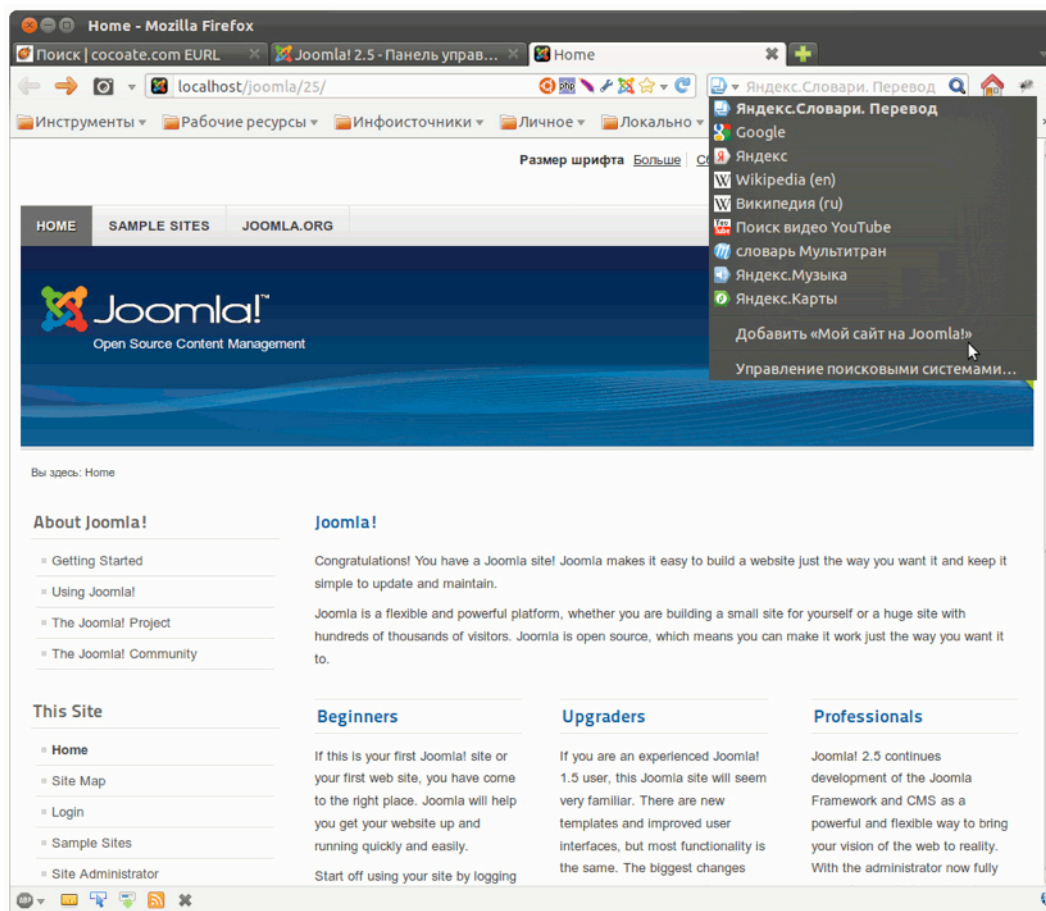 Home - Mozilla Firefox
Поиск | cocoate.com EURL
Joomla! 2.5 - Панель управ...
Home
localhost/joomla/25/
php
Яндекс.Словари. Перевод
Инструменты
Рабочие ресурсы
Инфоисточники
Личное
Локально
Яндекс.Словари. Перевод
Google
Яндекс
Wikipedia (en)
Википедия (ru)
Поиск видео YouTube
словарь Мультитран
Яндекс.Музыка
Яндекс.Карты
Добавить «Мой сайт на Joomla!»
Управление поисковыми системами...
Размер шрифта Больше
HOME
SAMPLE SITES
JOOMLA.ORG
Joomla!™
Open Source Content Management
Вы здесь: Home
About Joomla!
Getting Started
Using Joomla!
The Joomla! Project
The Joomla! Community
This Site
Home
Site Map
Login
Sample Sites
Site Administrator
Joomla!
Congratulations! You have a Joomla site! Joomla makes it easy to build a website just the way you want it and keep it
simple to update and maintain.
Joomla is a flexible and powerful platform, whether you are building a small site for yourself or a huge site with
hundreds of thousands of visitors. Joomla is open source, which means you can make it work just the way you want it
to.
Beginners
If this is your first Joomla! site or
your first web site, you have come
to the right place. Joomla will help
you get your website up and
running quickly and easily.
Start off using your site by logging
Upgraders
If you are an experienced Joomla!
1.5 user, this Joomla site will seem
very familiar. There are new
templates and improved user
interfaces, but most functionality is
the same. The biggest changes
Professionals
Joomla! 2.5 continues
development of the Joomla
Framework and CMS as a
powerful and flexible way to bring
your vision of the web to reality.
With the administrator now fully